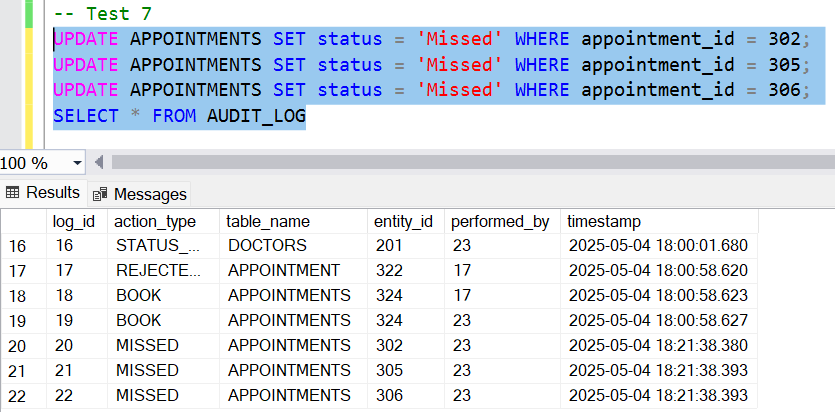 -- Test 7
UPDATE APPOINTMENTS SET status = 'Missed' WHERE appointment_id = 302;
UPDATE APPOINTMENTS SET status = 'Missed' WHERE appointment_id = 305;
UPDATE APPOINTMENTS SET status = 'Missed' WHERE appointment_id = 306;
SELECT * FROM AUDIT_LOG
100 %
Results Messages
log_id action_type table_name entity_id performed_by timestamp
16 16 STATUS_... DOCTORS 201 23 2025-05-04 18:00:01.680
17 17 REJECTE... APPOINTMENT 322 17 2025-05-04 18:00:58.620
18 18 BOOK APPOINTMENTS 324 17 2025-05-04 18:00:58.623
19 19 BOOK APPOINTMENTS 324 23 2025-05-04 18:00:58.627
20 20 MISSED APPOINTMENTS 302 23 2025-05-04 18:21:38.380
21 21 MISSED APPOINTMENTS 305 23 2025-05-04 18:21:38.393
22 22 MISSED APPOINTMENTS 306 23 2025-05-04 18:21:38.393